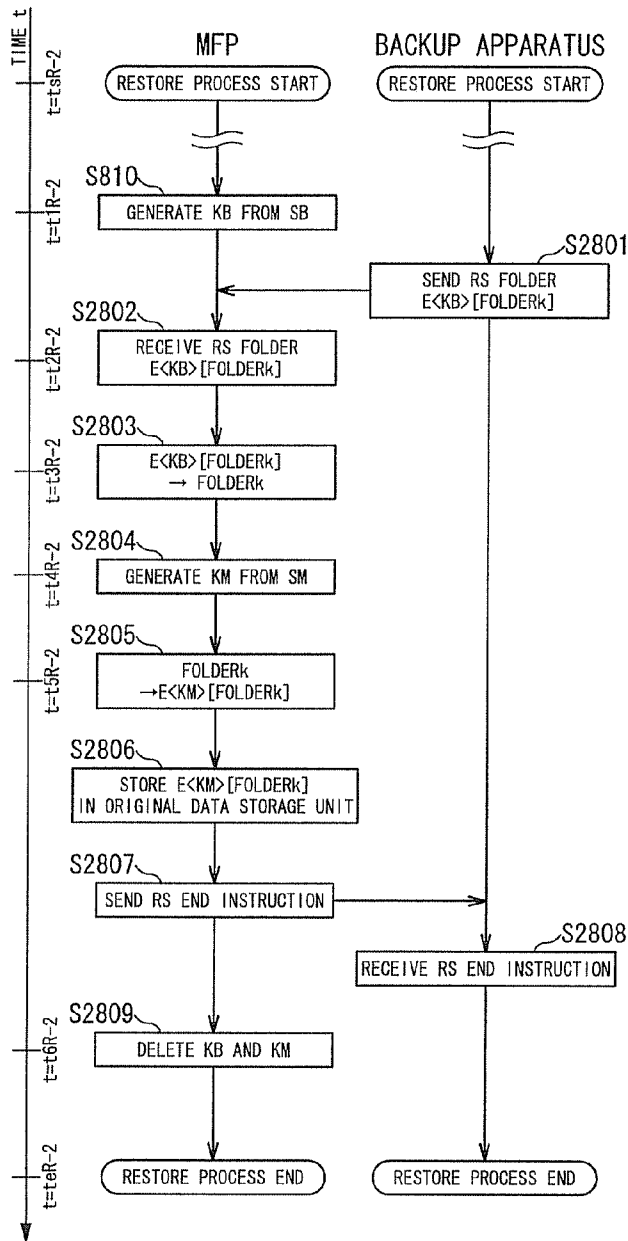 TIME t
MFP
BACKUP APPARATUS
t=tsR-2
RESTORE PROCESS START
RESTORE PROCESS START
S810
t=t1R-2
GENERATE KB FROM SB
S2801
SEND RS FOLDER
E<KB>[FOLDERk]
S2802
t=t2R-2
RECEIVE RS FOLDER
E<KB>[FOLDERk]
S2803
t=t3R-2
E<KB>[FOLDERk]
→ FOLDERk
S2804
t=t4R-2
GENERATE KM FROM SM
S2805
t=t5R-2
FOLDERk
→E<KM>[FOLDERk]
S2806
STORE E<KM>[FOLDERk]
IN ORIGINAL DATA STORAGE UNIT
S2807
SEND RS END INSTRUCTION
S2808
RECEIVE RS END INSTRUCTION
S2809
t=t6R-2
DELETE KB AND KM
t=teR-2
RESTORE PROCESS END
RESTORE PROCESS END